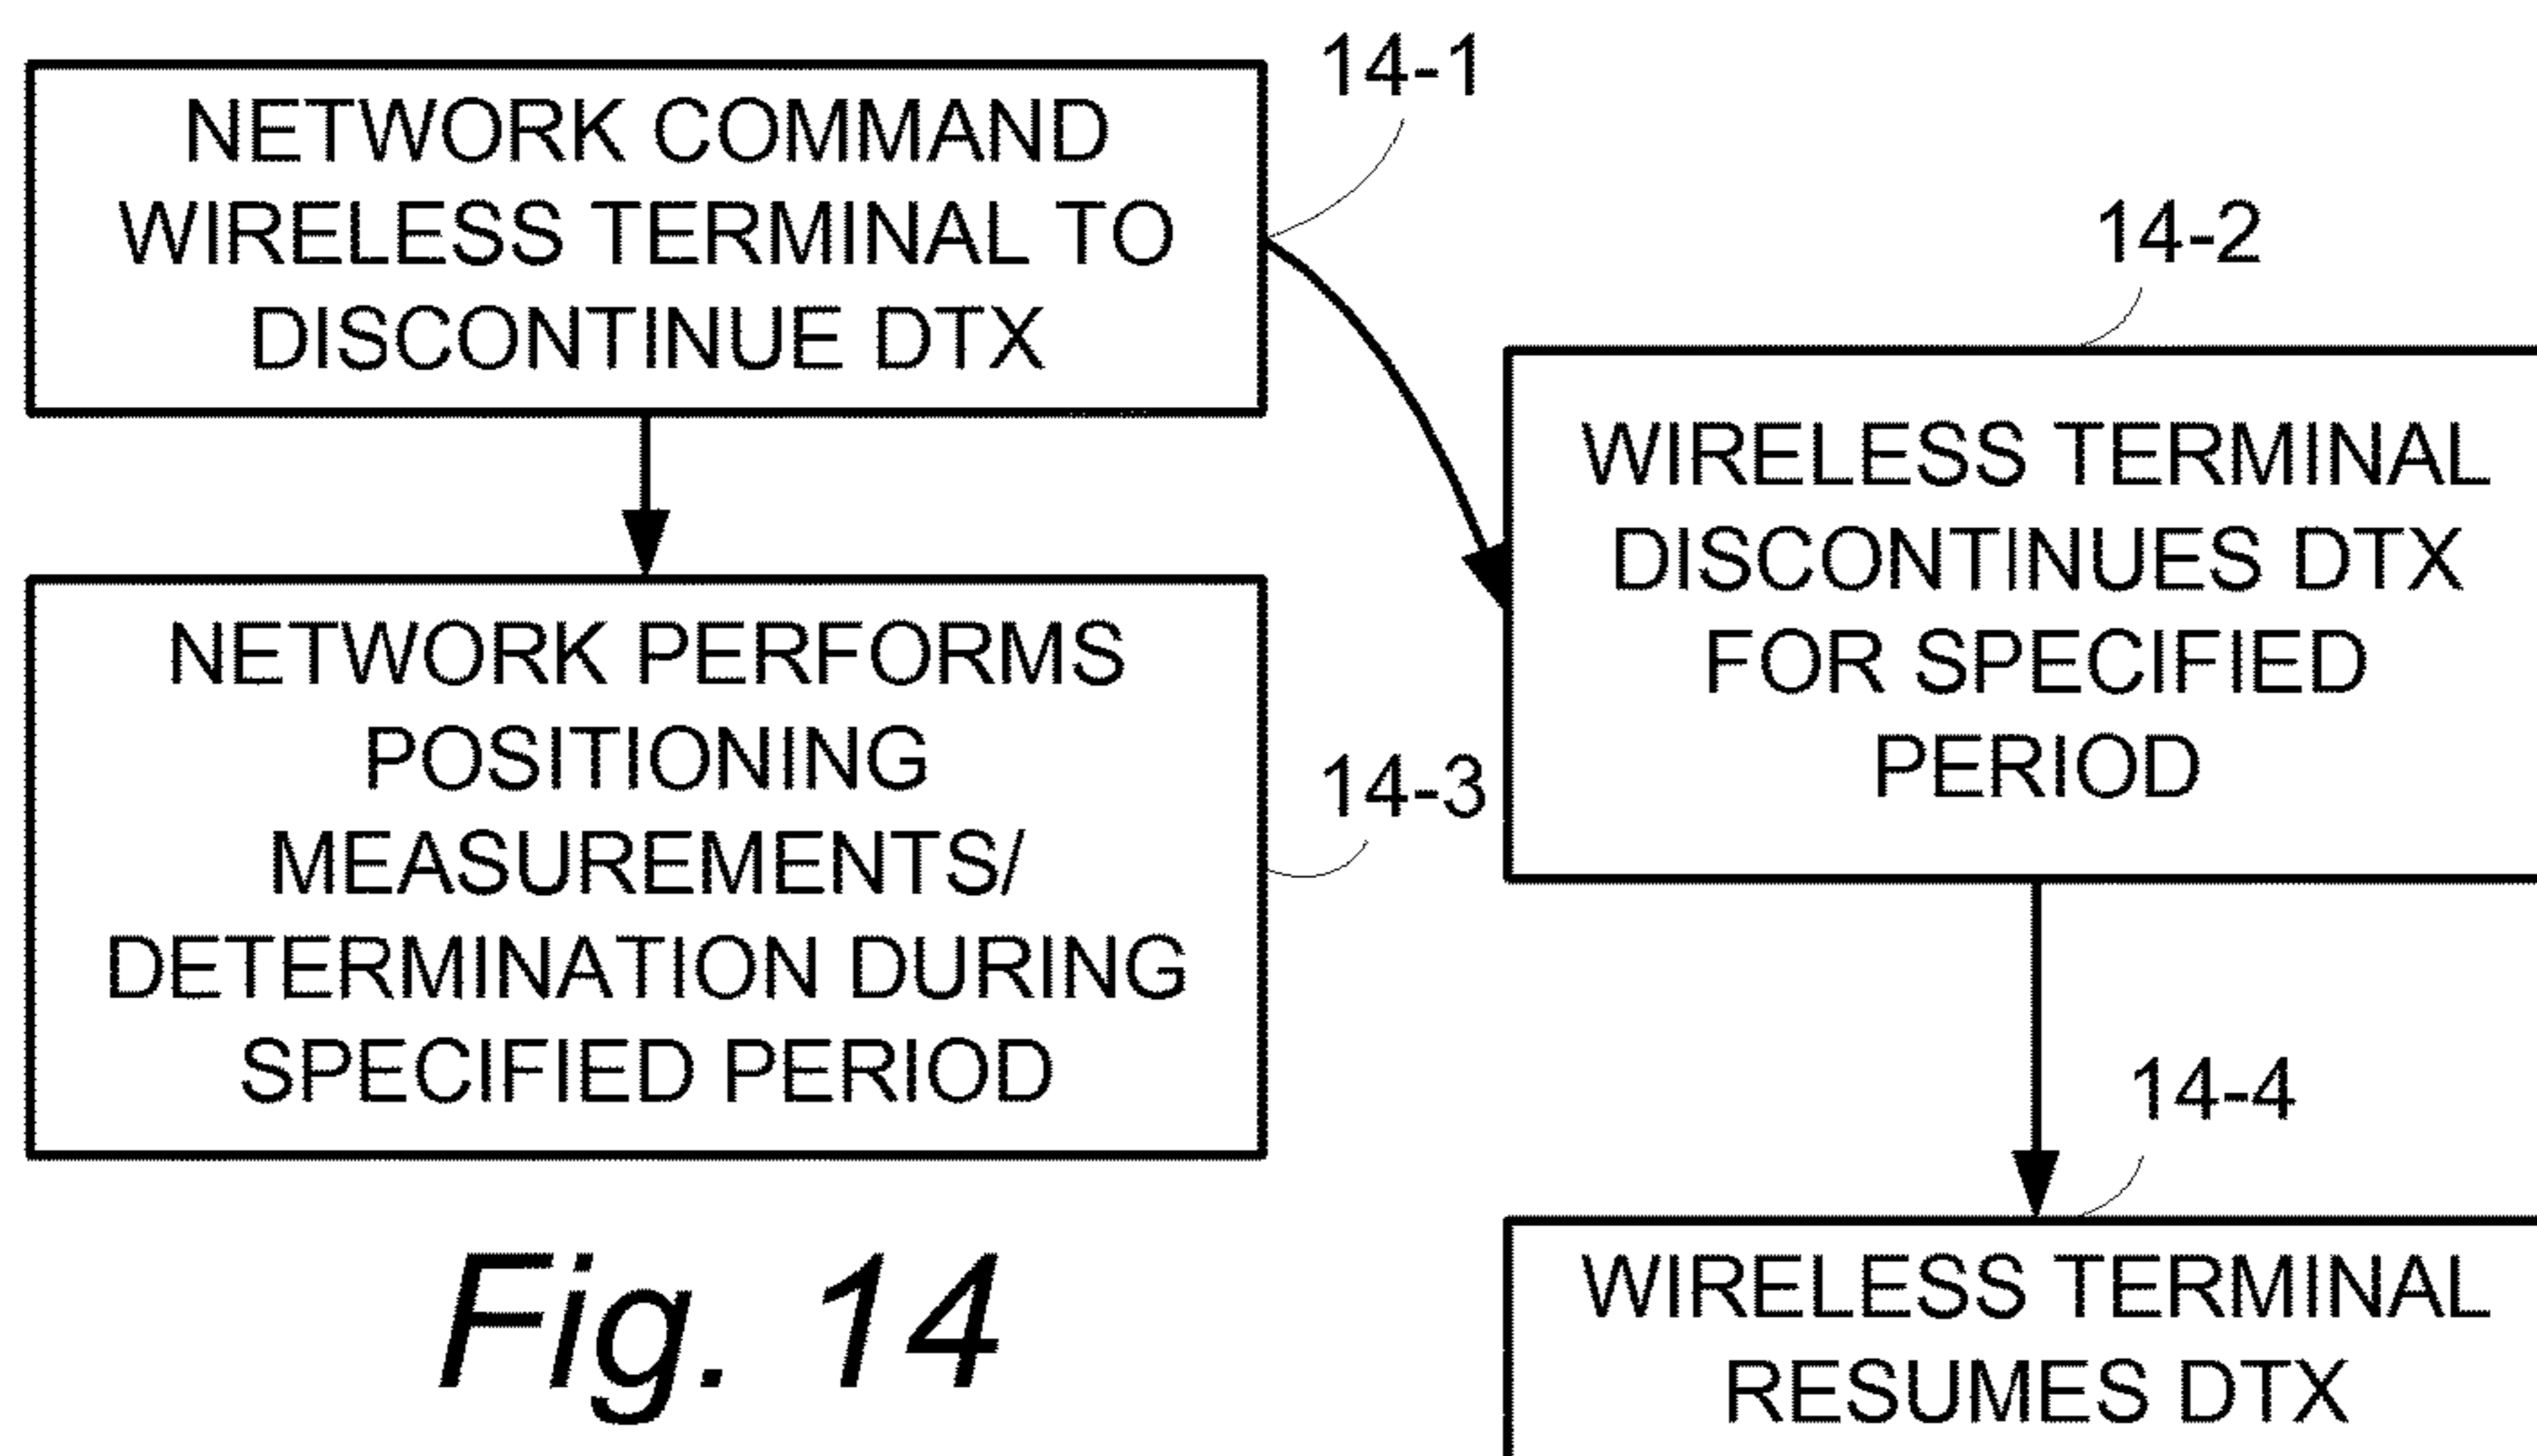 14-1
NETWORK COMMAND
WIRELESS TERMINAL TO
DISCONTINUE DTX
14-2
WIRELESS TERMINAL
DISCONTINUES DTX
FOR SPECIFIED
PERIOD
NETWORK PERFORMS
POSITIONING
MEASUREMENTS/
DETERMINATION DURING
SPECIFIED PERIOD
14-3
14-4
WIRELESS TERMINAL
RESUMES DTX
Fig. 14